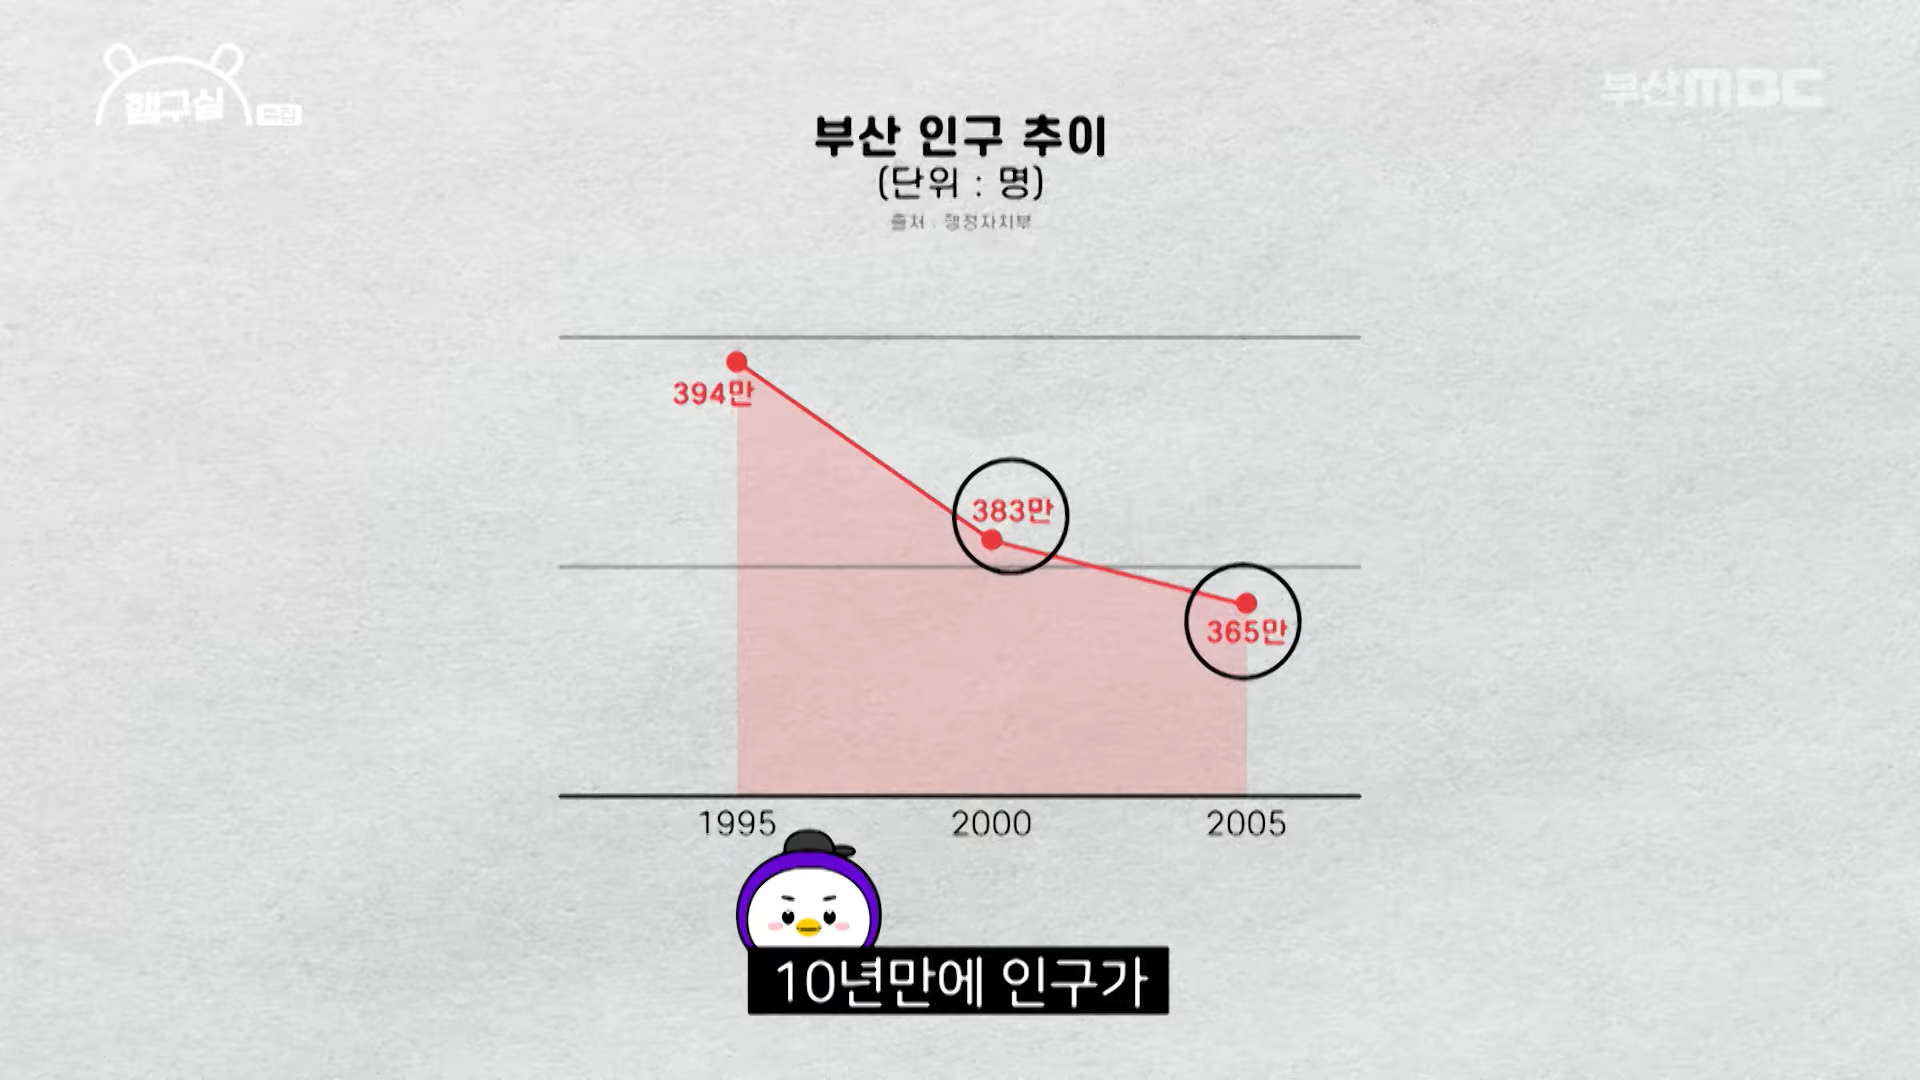 햄구실
부산MBC
부산 인구 추이
(단위 : 명)
출처 : 행정자치부
394만
383만
365만
1995
2000
2005
10년만에 인구가